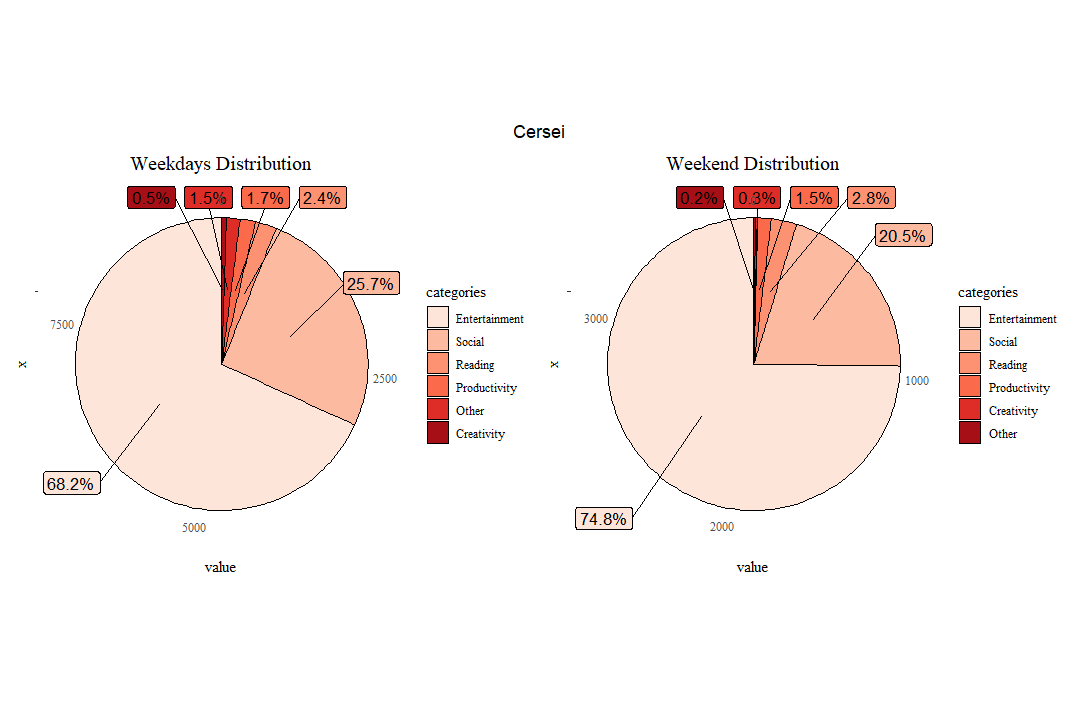 Cersei
Weekdays Distribution
0.5%
1.5%
1.7%
2.4%
25.7%
68.2%
7500
2500
5000
x
value
categories
Entertainment
Social
Reading
Productivity
Other
Creativity
Weekend Distribution
0.2%
0.3%
1.5%
2.8%
20.5%
74.8%
3000
1000
2000
x
value
categories
Entertainment
Social
Reading
Productivity
Creativity
Other